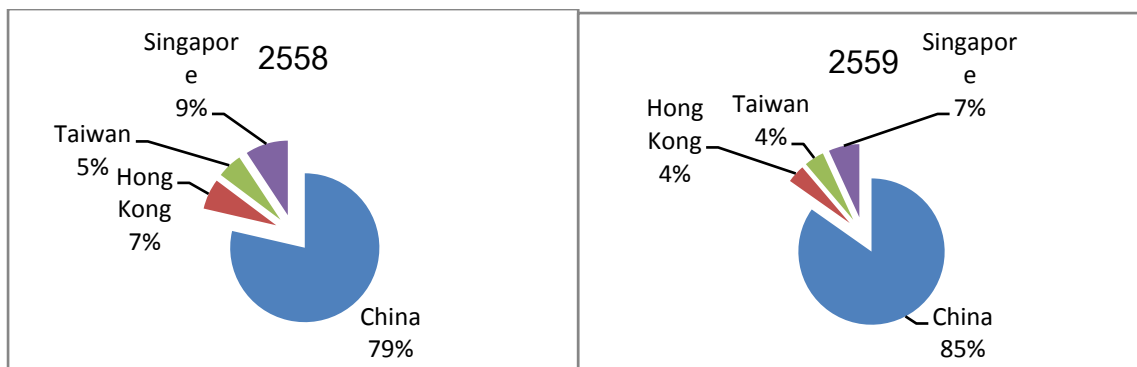 2558
Singapor
e
9%
Taiwan
5%
Hong
Kong
7%
China
79%
2559
Singapor
e
7%
Taiwan
4%
Hong
Kong
4%
China
85%